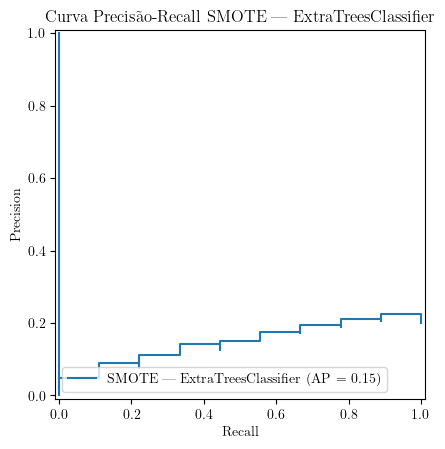 Curva Precisão-Recall SMOTE — ExtraTreesClassifier
1.0
0.8
0.6
0.4
0.2
0.0
Precision
SMOTE — ExtraTreesClassifier (AP = 0.15)
0.0 0.2 0.4 0.6 0.8 1.0
Recall